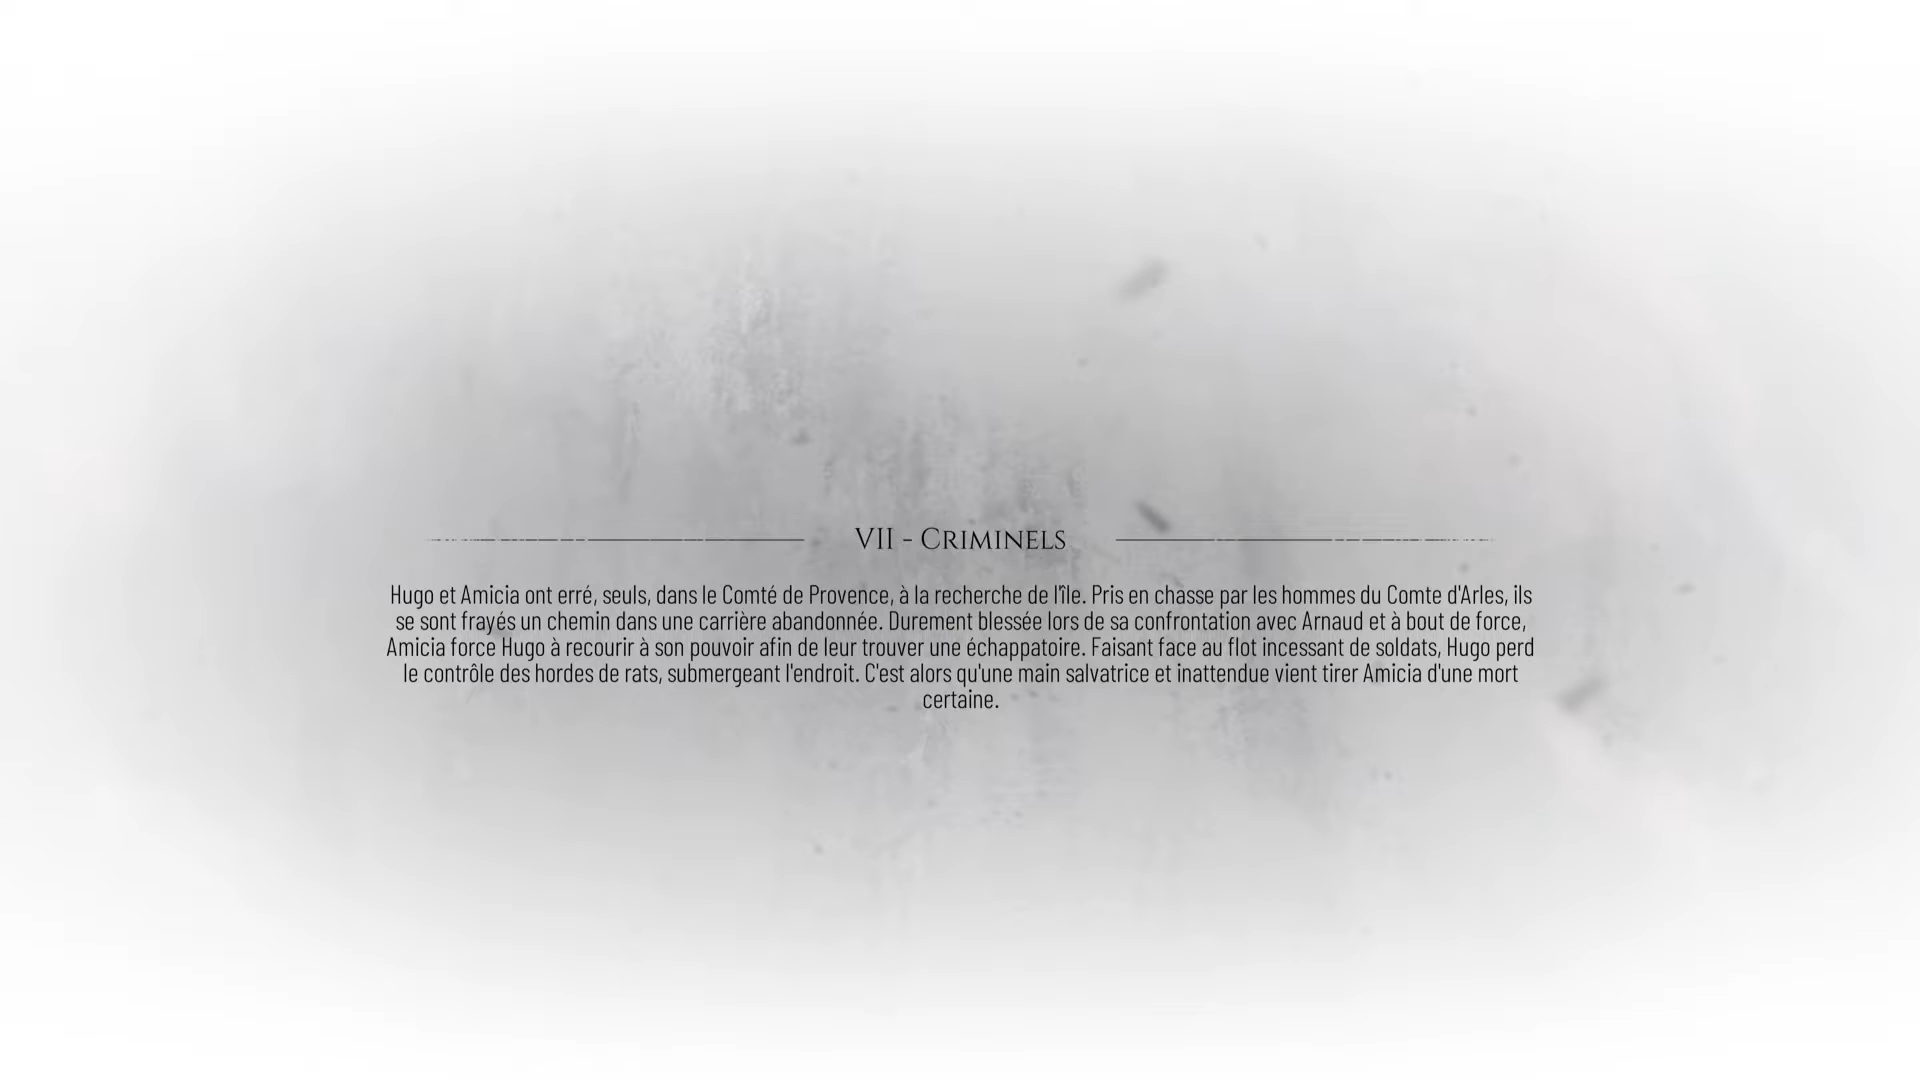 VII - Criminels
Hugo et Amicia ont erré, seuls, dans le Comté de Provence, à la recherche de l'île. Pris en chasse par les hommes du Comte d'Arles, ils
se sont frayés un chemin dans une carrière abandonnée. Durement blessée lors de sa confrontation avec Arnaud et à bout de force,
Amicia force Hugo à recourir à son pouvoir afin de leur trouver une échappatoire. Faisant face au flot incessant de soldats, Hugo perd
le contrôle des hordes de rats, submergeant l'endroit. C'est alors qu'une main salvatrice et inattendue vient tirer Amicia d'une mort
certaine.